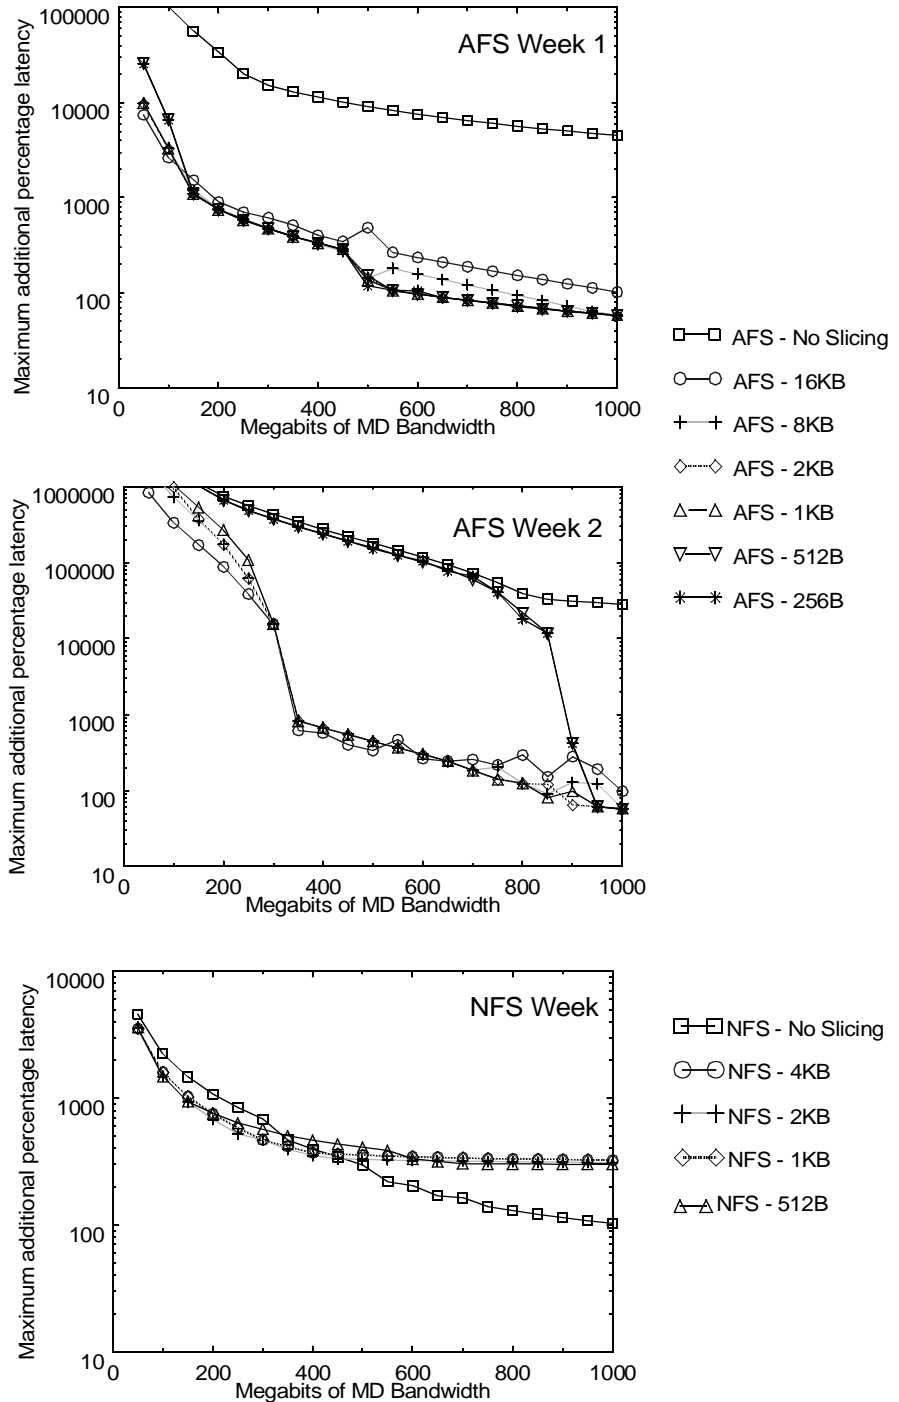 100000
10000
1000
100
10
Maximum additional percentage latency
AFS Week 1
0 200 400 600 800 1000
Megabits of MD Bandwidth
AFS - No Slicing
AFS - 16KB
AFS - 8KB
AFS - 2KB
AFS - 1KB
AFS - 512B
AFS - 256B
1000000
100000
10000
1000
100
10
Maximum additional percentage latency
AFS Week 2
0 200 400 600 800 1000
Megabits of MD Bandwidth
10000
1000
100
10
Maximum additional percentage latency
NFS Week
0 200 400 600 800 1000
Megabits of MD Bandwidth
NFS - No Slicing
NFS - 4KB
NFS - 2KB
NFS - 1KB
NFS - 512B